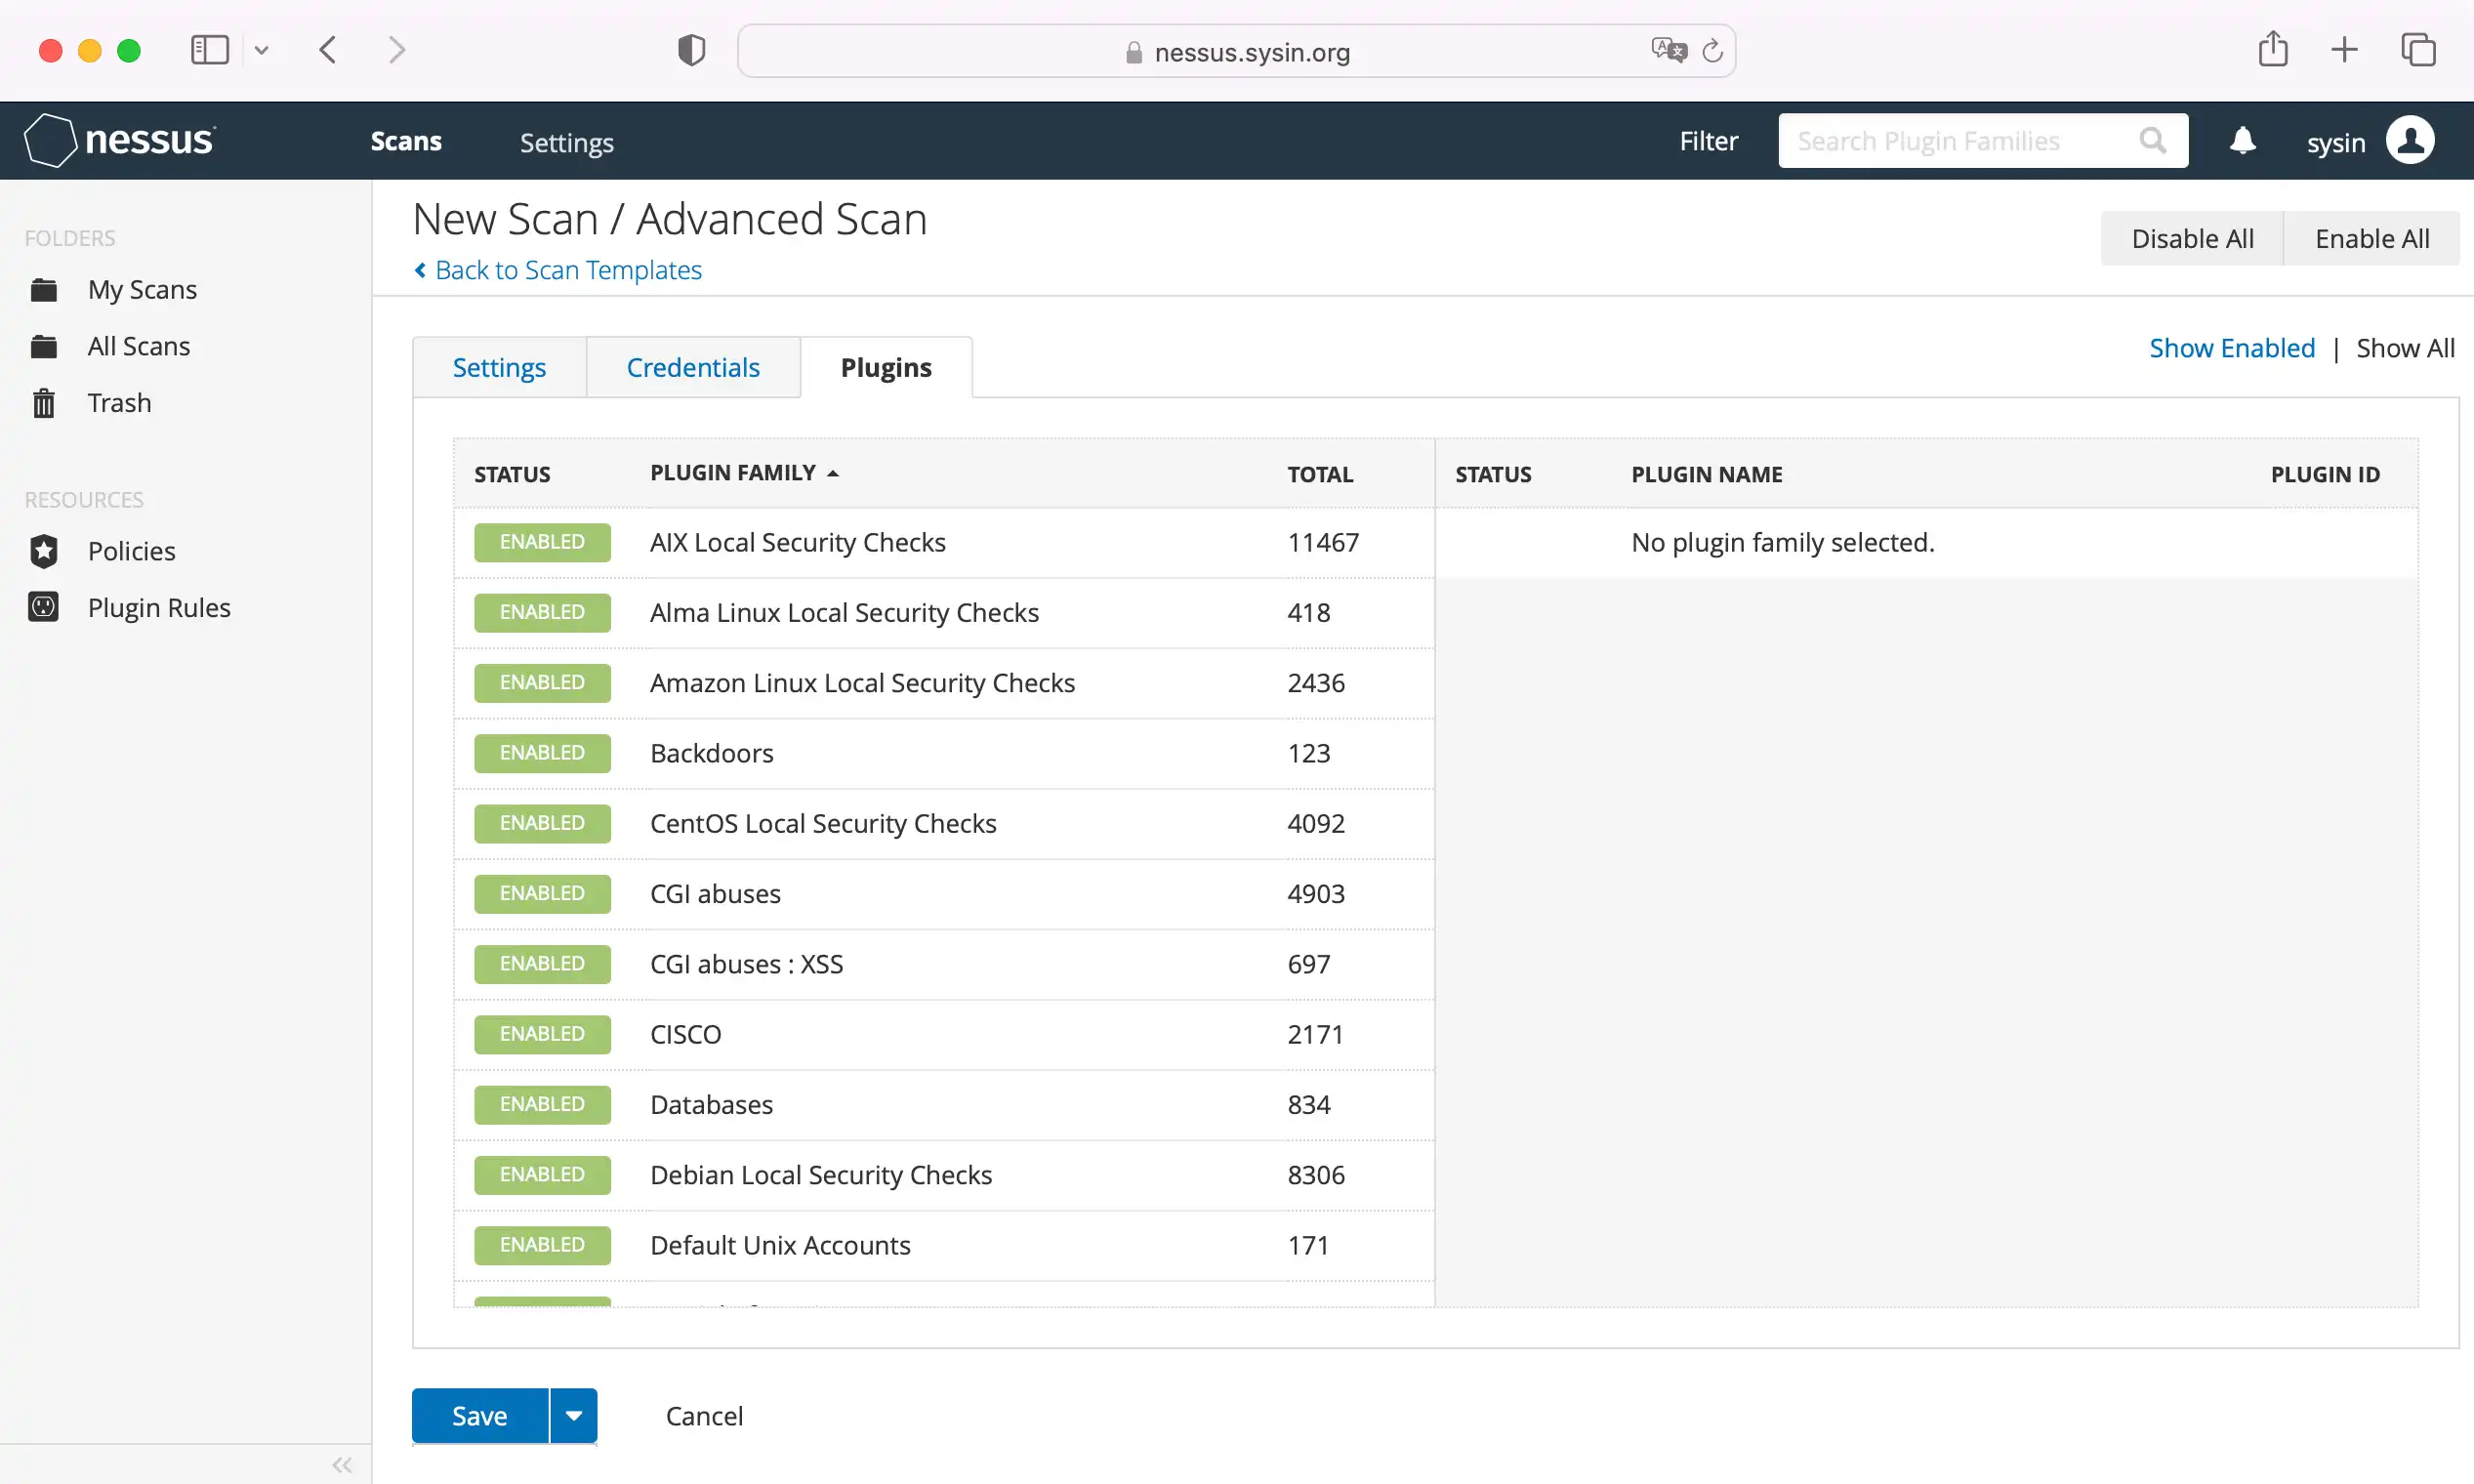 nessus.sysin.org
nessus
Scans
Settings
Filter
Search Plugin Families
sysin
FOLDERS
My Scans
All Scans
Trash
RESOURCES
Policies
Plugin Rules
New Scan / Advanced Scan
Back to Scan Templates
Disable All
Enable All
Settings
Credentials
Plugins
Show Enabled | Show All
STATUS PLUGIN FAMILY TOTAL
ENABLED AIX Local Security Checks 11467
ENABLED Alma Linux Local Security Checks 418
ENABLED Amazon Linux Local Security Checks 2436
ENABLED Backdoors 123
ENABLED CentOS Local Security Checks 4092
ENABLED CGI abuses 4903
ENABLED CGI abuses : XSS 697
ENABLED CISCO 2171
ENABLED Databases 834
ENABLED Debian Local Security Checks 8306
ENABLED Default Unix Accounts 171
STATUS PLUGIN NAME PLUGIN ID
No plugin family selected.
Save
Cancel